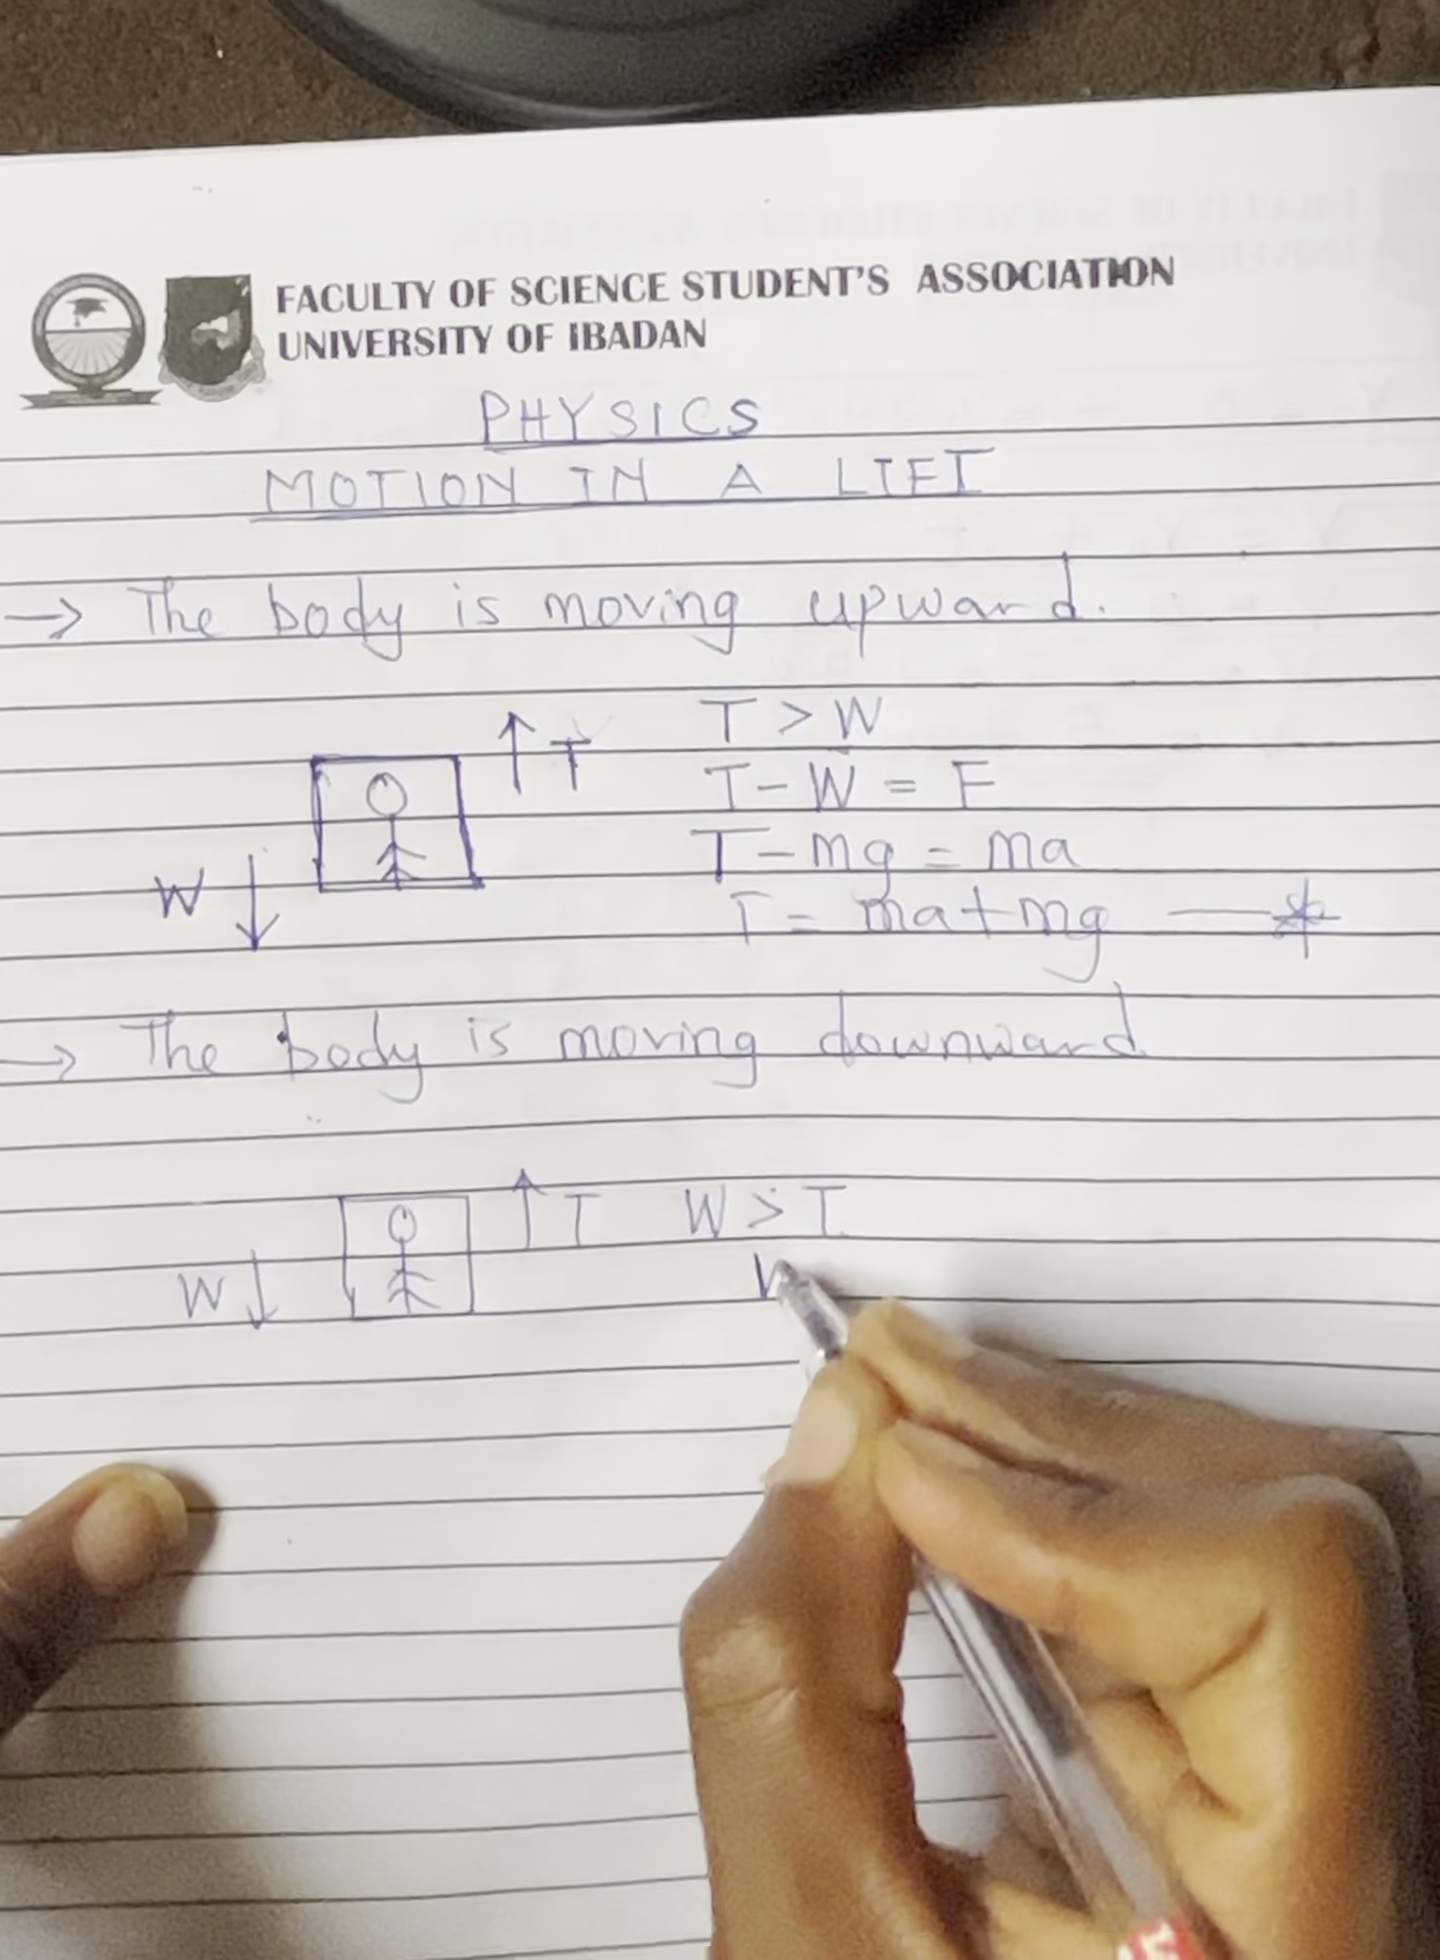 FACULTY OF SCIENCE STUDENT'S ASSOCIATION
UNIVERSITY OF IBADAN
PHYSICS
MOTION IN A LIFT
→ The body is moving upward.
↑ T T > W
T - W = F
W ↓ T - mg = ma
T = ma + mg —*
→ The body is moving downward
↑ T W > T
W ↓